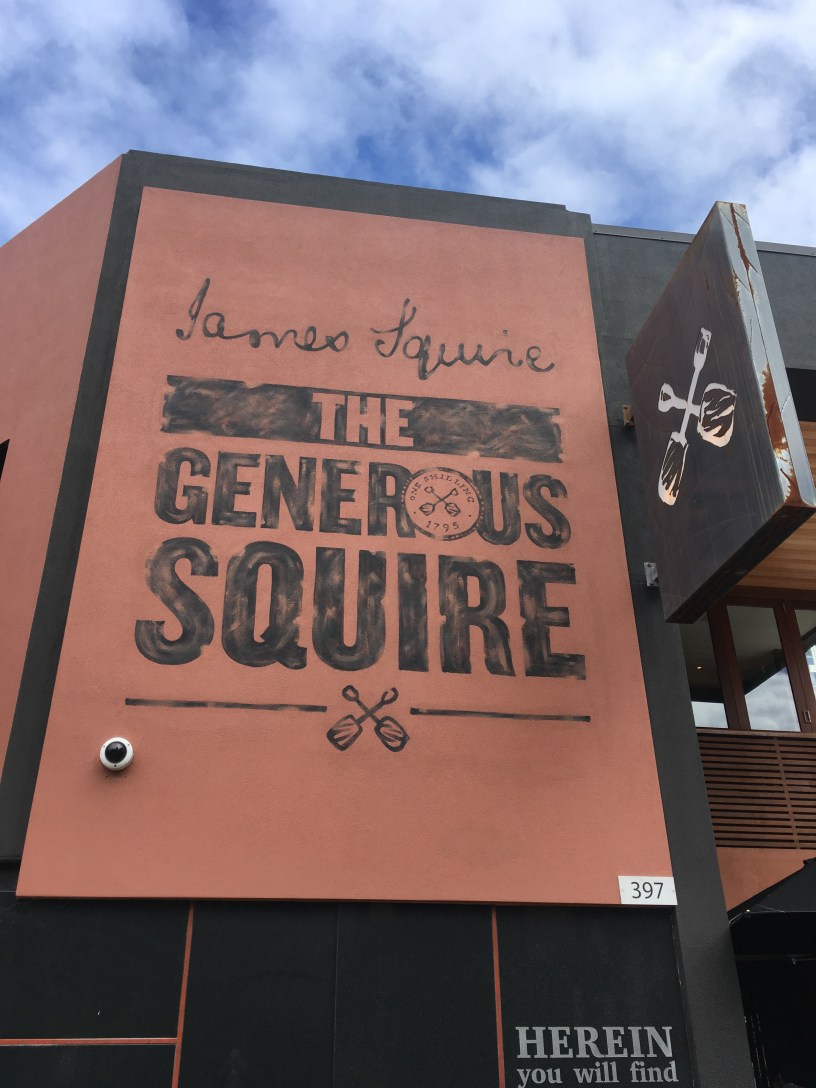 James Squire
THE
GENEROUS
ONE SHILLING
1795
SQUIRE
397
HEREIN
you will find